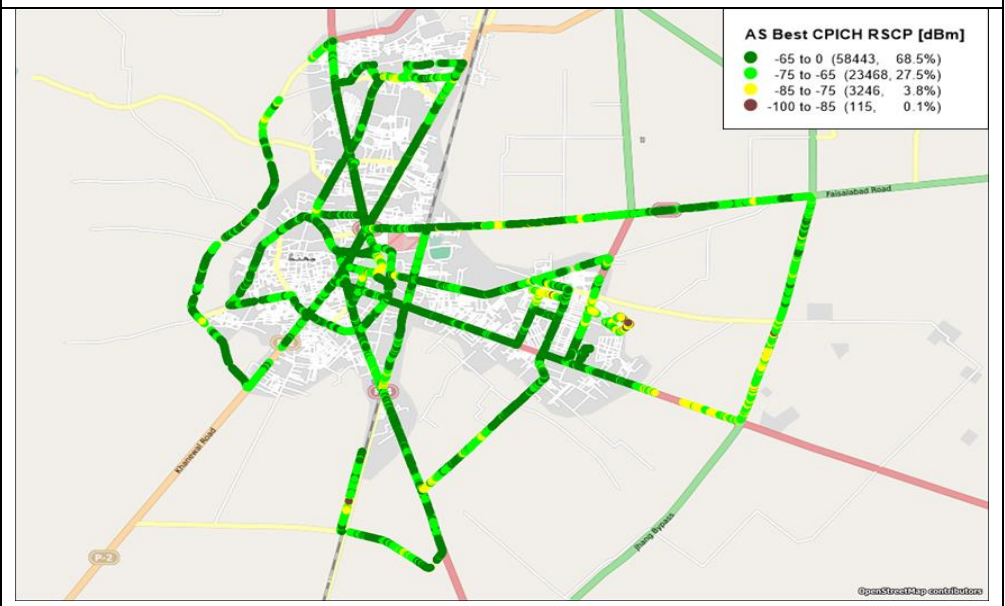 AS Best CPICH RSCP [dBm]
-65 to 0 (58443, 68.5%)
-75 to -65 (23468, 27.5%)
-85 to -75 (3246, 3.8%)
-100 to -85 (115, 0.1%)
Faisalabad Road
Khanewal Road
Jhang Bypass
P-2
OpenStreetMap contributors